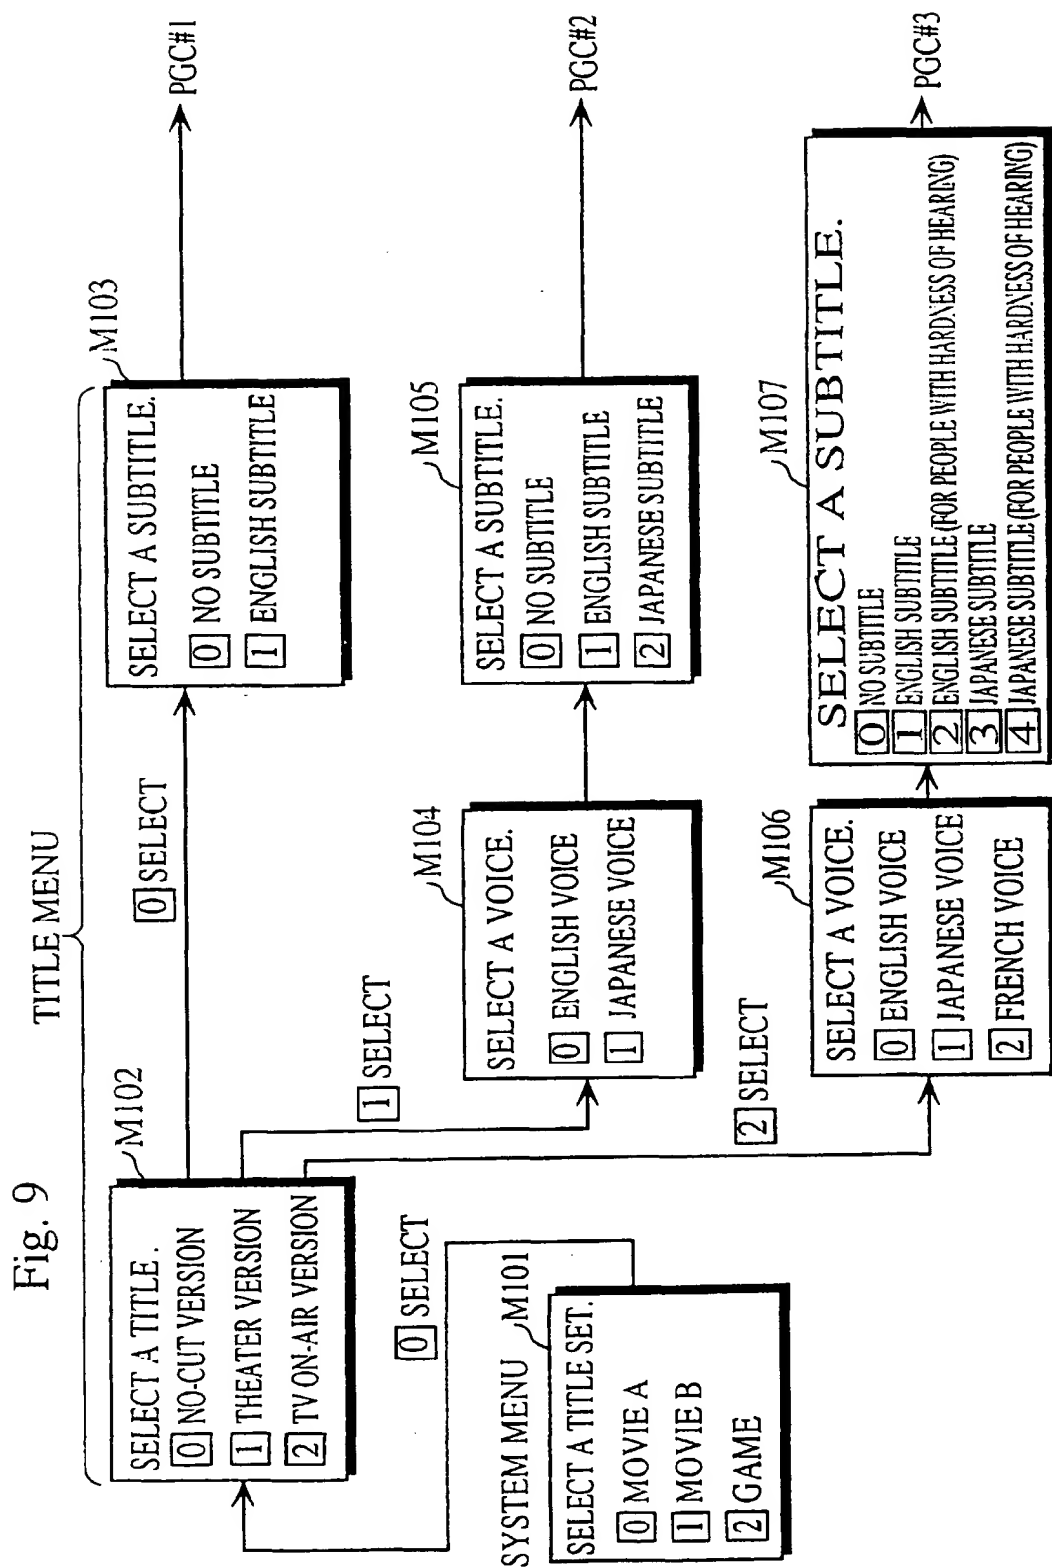 Fig. 9
TITLE MENU
M102
SELECT A TITLE.
0 NO-CUT VERSION
1 THEATER VERSION
2 TV ON-AIR VERSION
0 SELECT
M103
SELECT A SUBTITLE.
0 NO SUBTITLE
1 ENGLISH SUBTITLE
PGC#1
1 SELECT
M104
SELECT A VOICE.
0 ENGLISH VOICE
1 JAPANESE VOICE
M105
SELECT A SUBTITLE.
0 NO SUBTITLE
1 ENGLISH SUBTITLE
2 JAPANESE SUBTITLE
PGC#2
0 SELECT
SYSTEM MENU
M101
SELECT A TITLE SET.
0 MOVIE A
1 MOVIE B
2 GAME
2 SELECT
M106
SELECT A VOICE.
0 ENGLISH VOICE
1 JAPANESE VOICE
2 FRENCH VOICE
M107
SELECT A SUBTITLE.
0 NO SUBTITLE
1 ENGLISH SUBTITLE
2 ENGLISH SUBTITLE (FOR PEOPLE WITH HARDNESS OF HEARING)
3 JAPANESE SUBTITLE
4 JAPANESE SUBTITLE (FOR PEOPLE WITH HARDNESS OF HEARING)
PGC#3